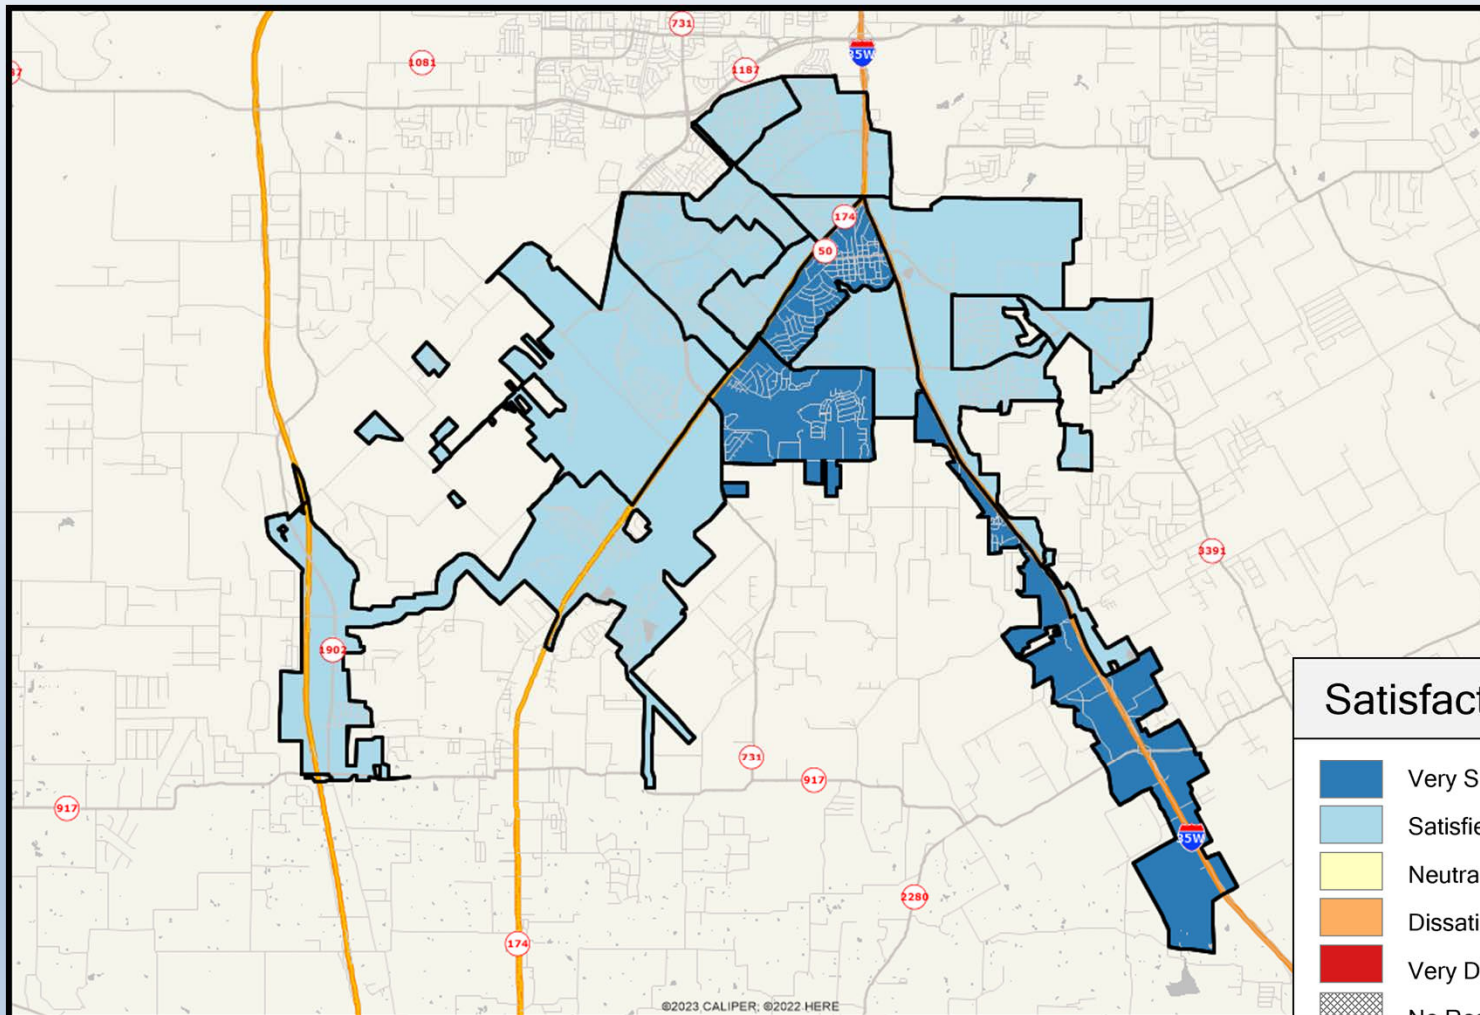 731
35W
1081
1187
174
50
3391
1902
Satisfact
731
917
Very S
917
Satisfie
35W
Neutra
2280
Dissati
174
Very D
©2023 CALIPER; ©2022 HERE